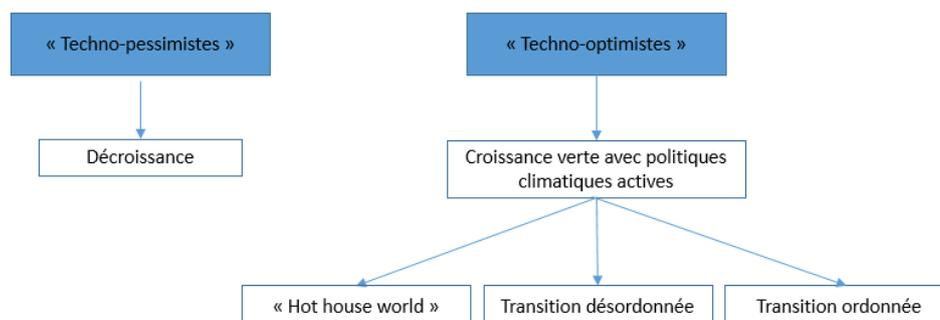 « Techno-pessimistes »
« Techno-optimistes »
Décroissance
Croissance verte avec politiques
climatiques actives
« Hot house world »
Transition désordonnée
Transition ordonnée